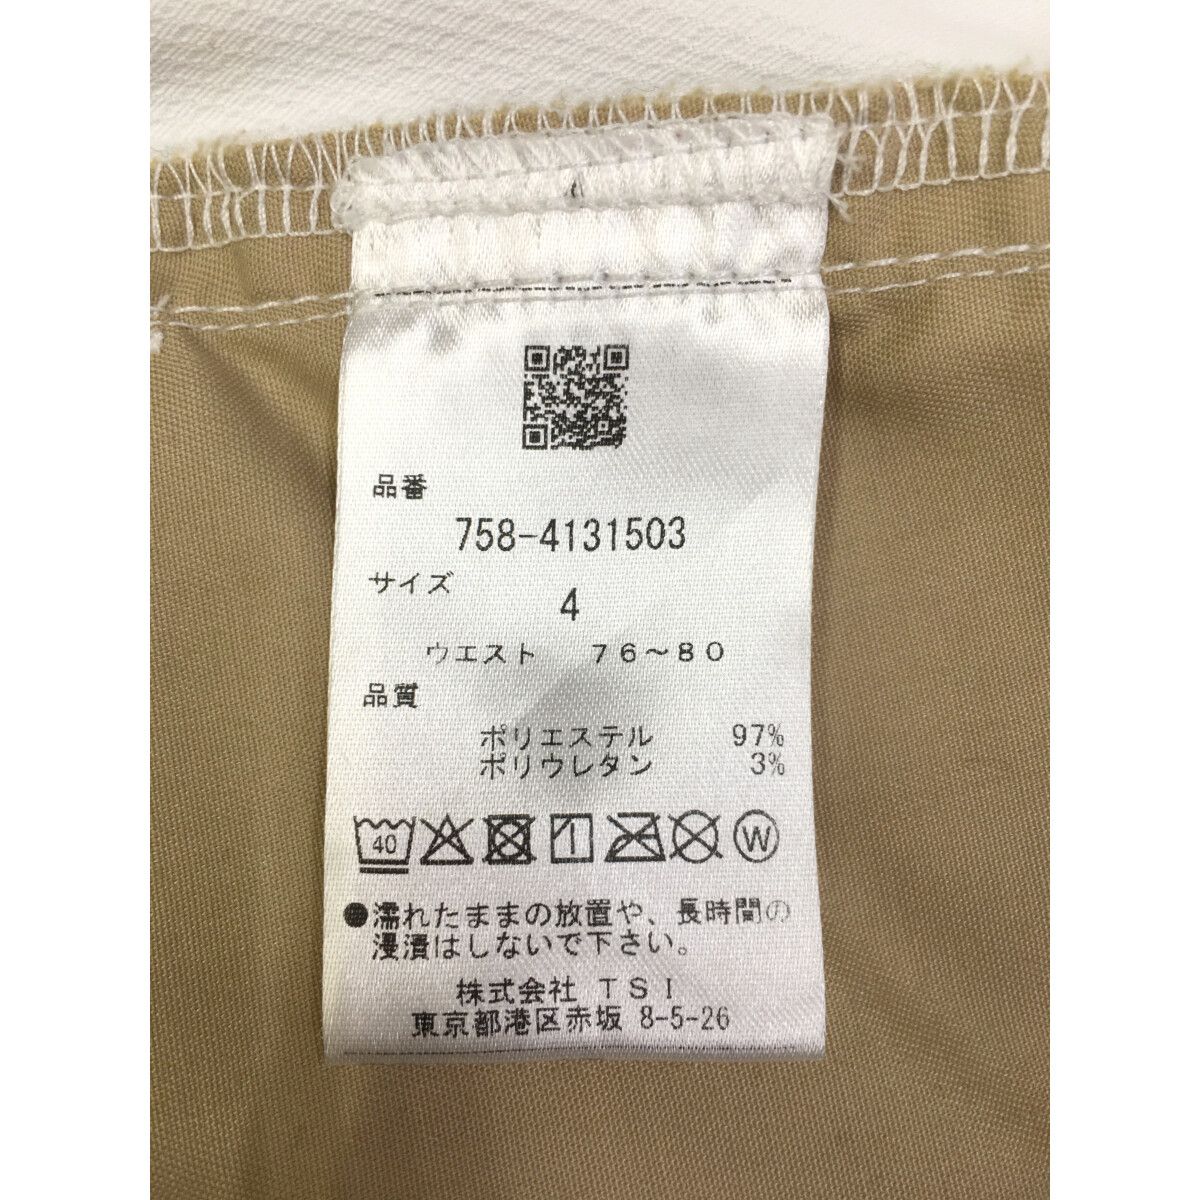 品番
758-4131503
サイズ
4
ウエスト 76～80
品質
ポリエステル 97%
ポリウレタン 3%
40 W
●濡れたままの放置や、長時間の
浸漬はしないで下さい。
株式会社 TSI
東京都港区赤坂 8-5-26